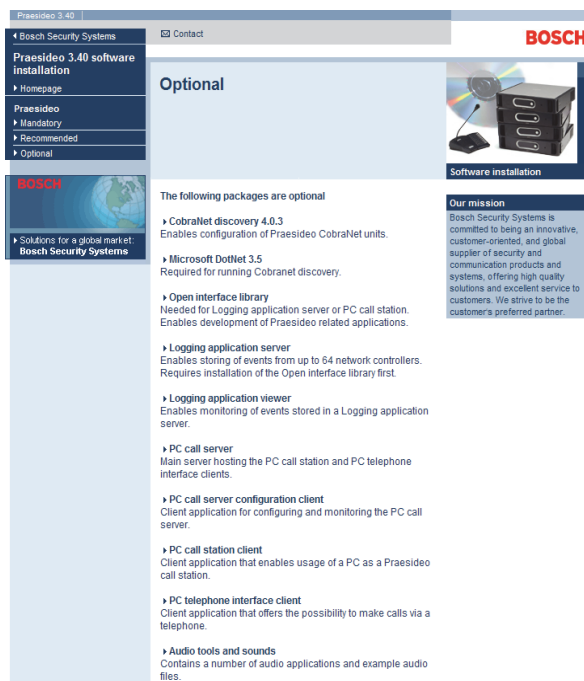 Praesideo 3.40
Bosch Security Systems
Praesideo 3.40 software
installation
Homepage
Praesideo
Mandatory
Recommended
Optional
BOSCH
Solutions for a global market:
Bosch Security Systems
Contact
BOSCH
Optional
Software installation
Our mission
Bosch Security Systems is
committed to being an innovative,
customer-oriented, and global
supplier of security and
communication products and
systems, offering high quality
solutions and excellent service to
customers. We strive to be the
customer's preferred partner.
The following packages are optional
CobraNet discovery 4.0.3
Enables configuration of Praesideo CobraNet units.
Microsoft DotNet 3.5
Required for running Cobranet discovery.
Open interface library
Needed for Logging application server or PC call station.
Enables development of Praesideo related applications.
Logging application server
Enables storing of events from up to 64 network controllers.
Requires installation of the Open interface library first.
Logging application viewer
Enables monitoring of events stored in a Logging application
server.
PC call server
Main server hosting the PC call station and PC telephone
interface clients.
PC call server configuration client
Client application for configuring and monitoring the PC call
server.
PC call station client
Client application that enables usage of a PC as a Praesideo
call station.
PC telephone interface client
Client application that offers the possibility to make calls via a
telephone.
Audio tools and sounds
Contains a number of audio applications and example audio
files.